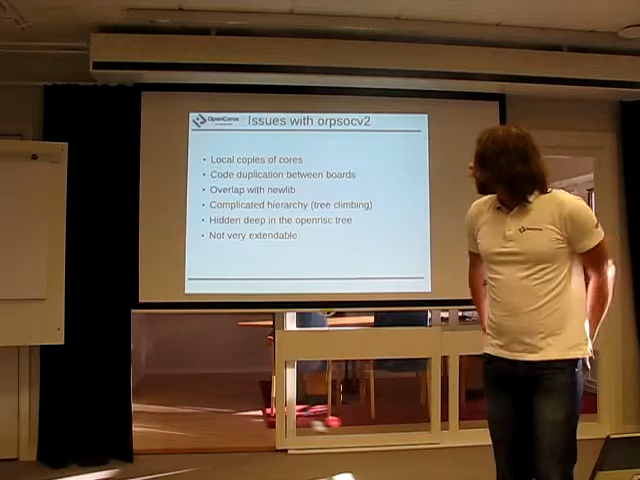 OpenCores
Issues with orpsocv2
• Local copies of cores
• Code duplication between boards
• Overlap with newlib
• Complicated hierarchy (tree climbing)
• Hidden deep in the openrisc tree
• Not very extendable